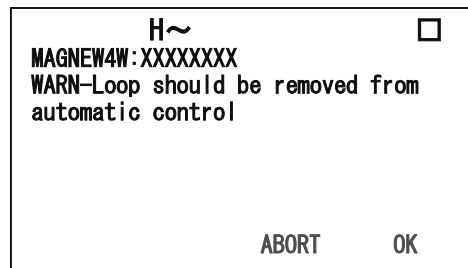 H~
MAGNEW4W:XXXXXXXX
WARN-Loop should be removed from
automatic control
ABORT OK